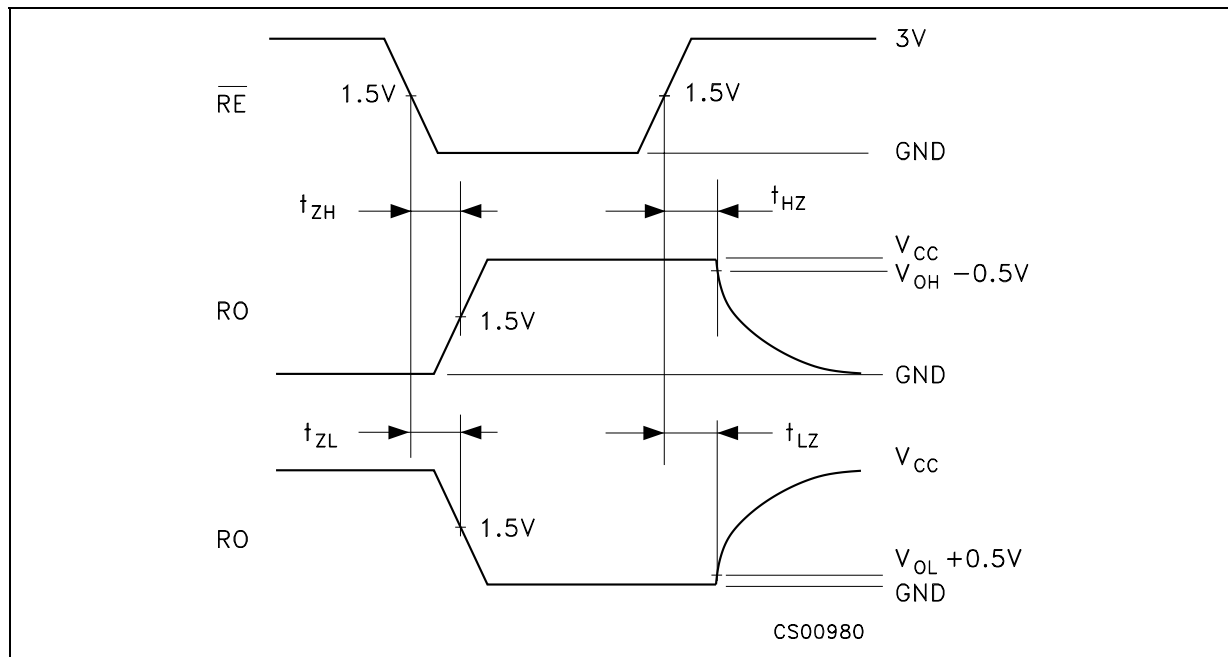 3V
1.5V
1.5V
R̅E̅
GND
tZH
tHZ
VCC
VOH −0.5V
RO
1.5V
GND
tZL
tLZ
VCC
1.5V
RO
VOL +0.5V
GND
CS00980